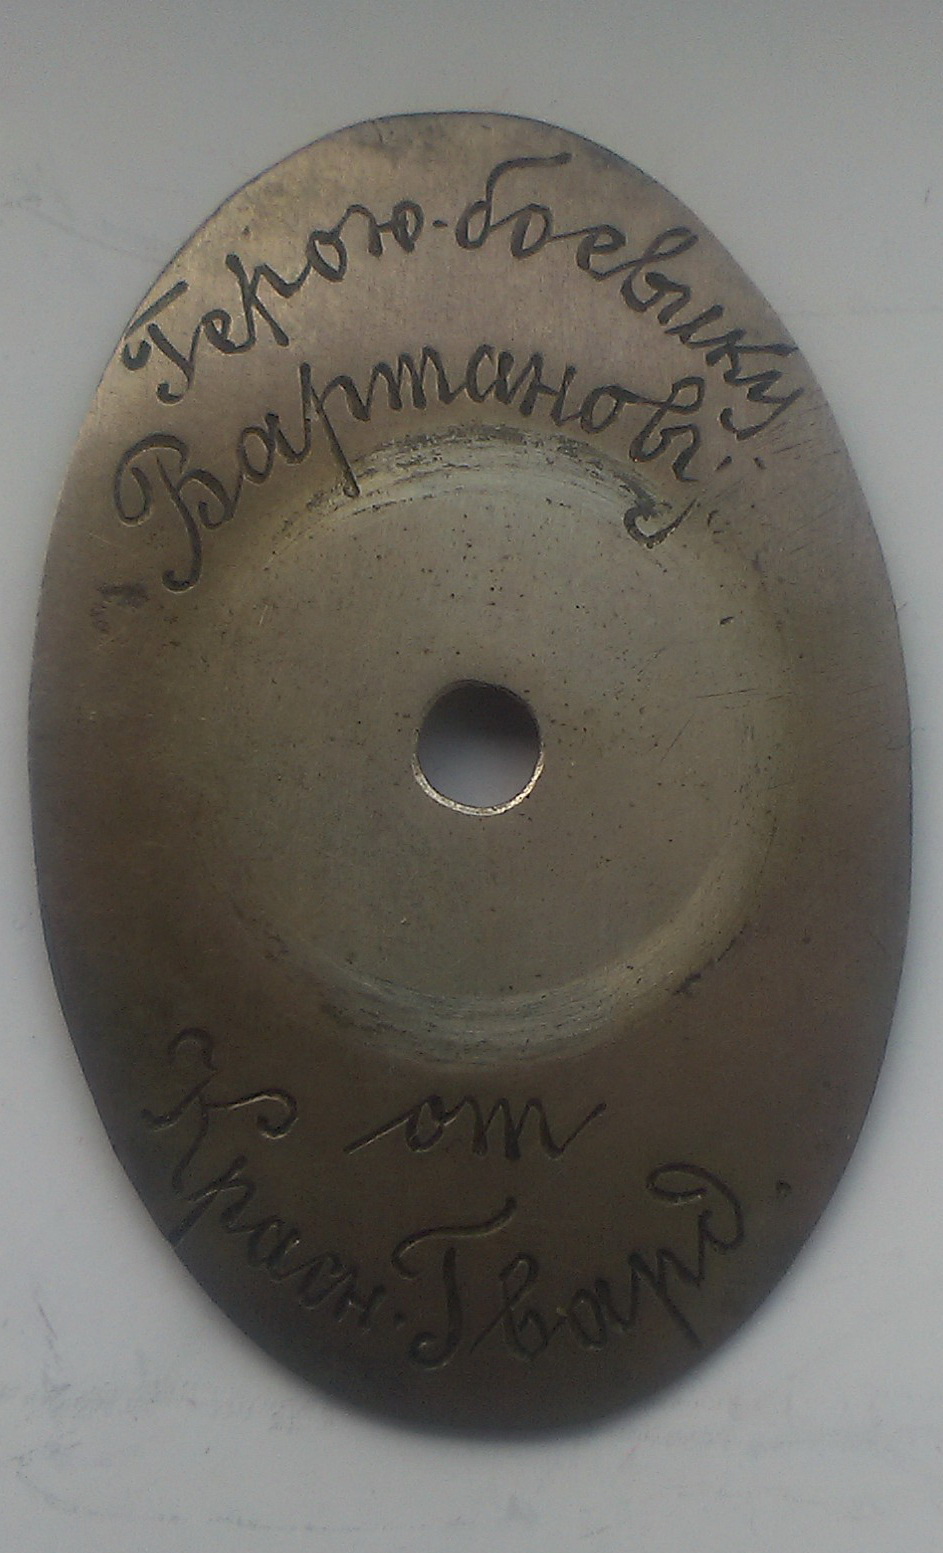 Герою-боевику
Вартанову
от
Красн. Гвард.